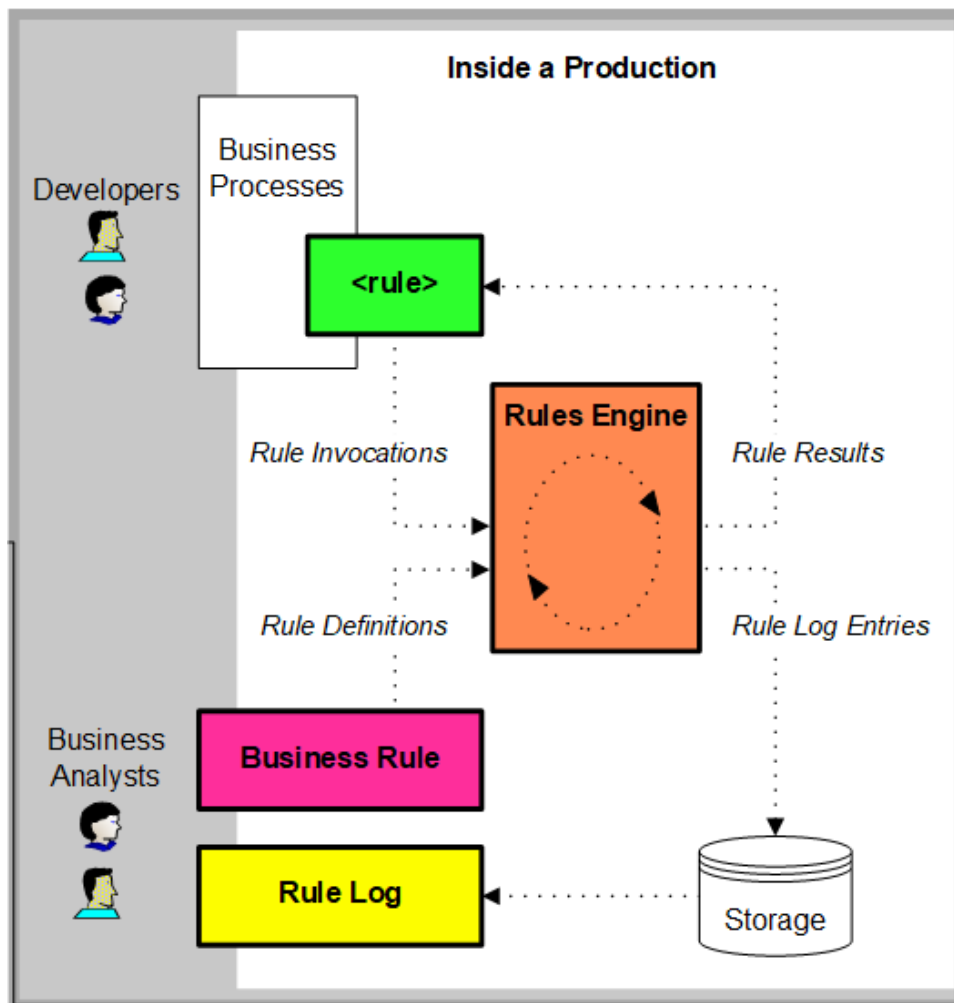 Inside a Production
Business
Processes
Developers
<rule>
Rules Engine
Rule Invocations
Rule Results
Rule Definitions
Rule Log Entries
Business
Analysts
Business Rule
Rule Log
Storage